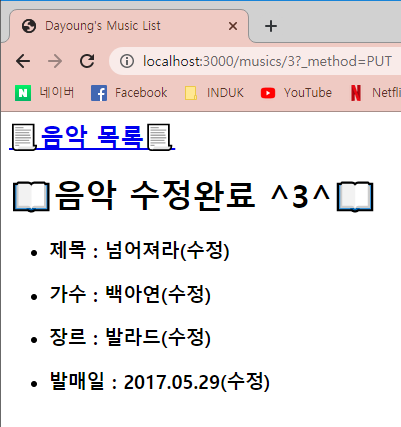 Dayoung's Music List
localhost:3000/musics/3?_method=PUT
네이버 Facebook INDUK YouTube Netfli
음악 목록
음악 수정완료 ^3^
제목 : 넘어져라(수정)
가수 : 백아연(수정)
장르 : 발라드(수정)
발매일 : 2017.05.29(수정)